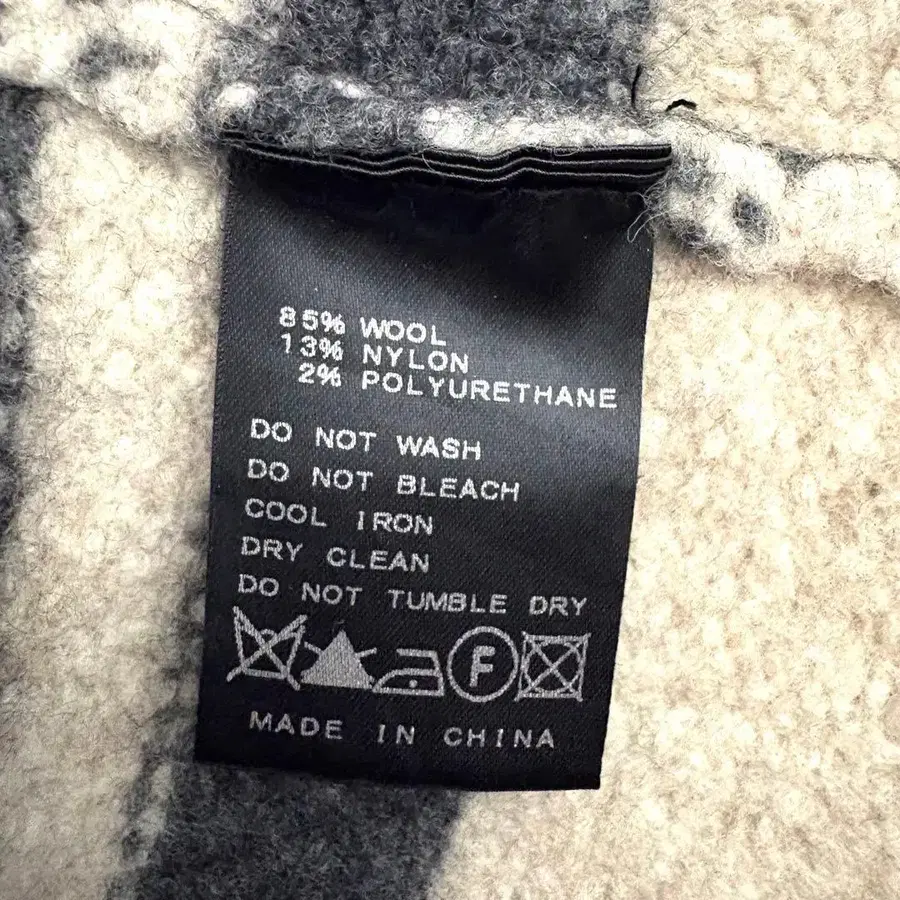 85% WOOL
13% NYLON
2% POLYURETHANE
DO NOT WASH
DO NOT BLEACH
COOL IRON
DRY CLEAN
DO NOT TUMBLE DRY
F
MADE IN CHINA